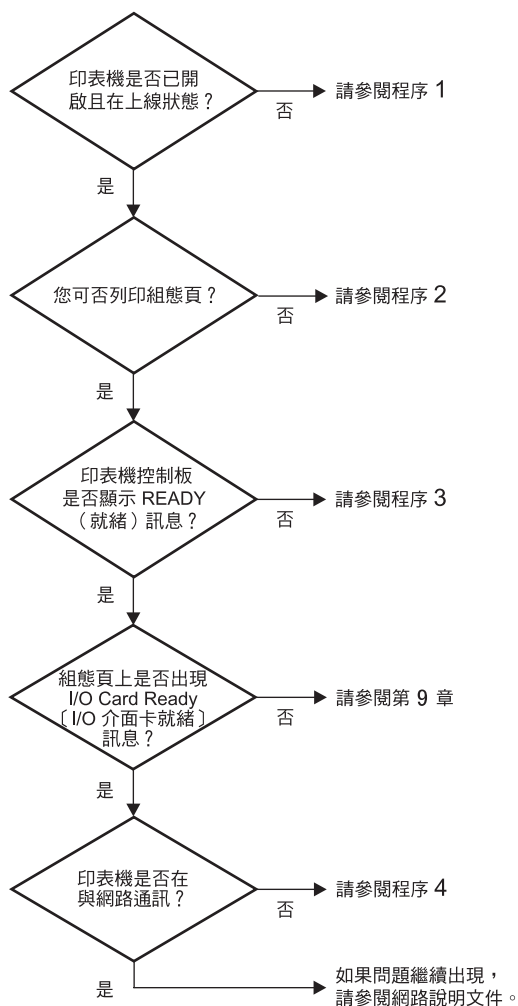 印表機是否已開
啟且在上線狀態？
否
請參閱程序 1
是
您可否列印組態頁？
否
請參閱程序 2
是
印表機控制板
是否顯示 READY
（就緒）訊息？
否
請參閱程序 3
是
組態頁上是否出現
I/O Card Ready
〔I/O 介面卡就緒〕
訊息？
否
請參閱第 9 章
是
印表機是否在
與網路通訊？
否
請參閱程序 4
是
如果問題繼續出現，
請參閱網路說明文件。